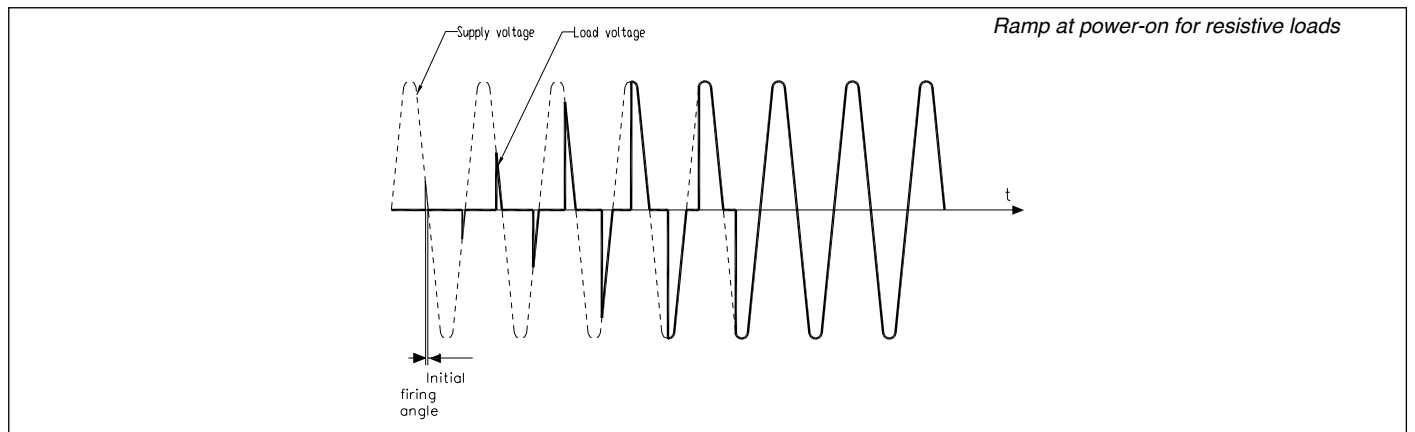 Ramp at power-on for resistive loads
Supply voltage
Load voltage
t
Initial
firing
angle